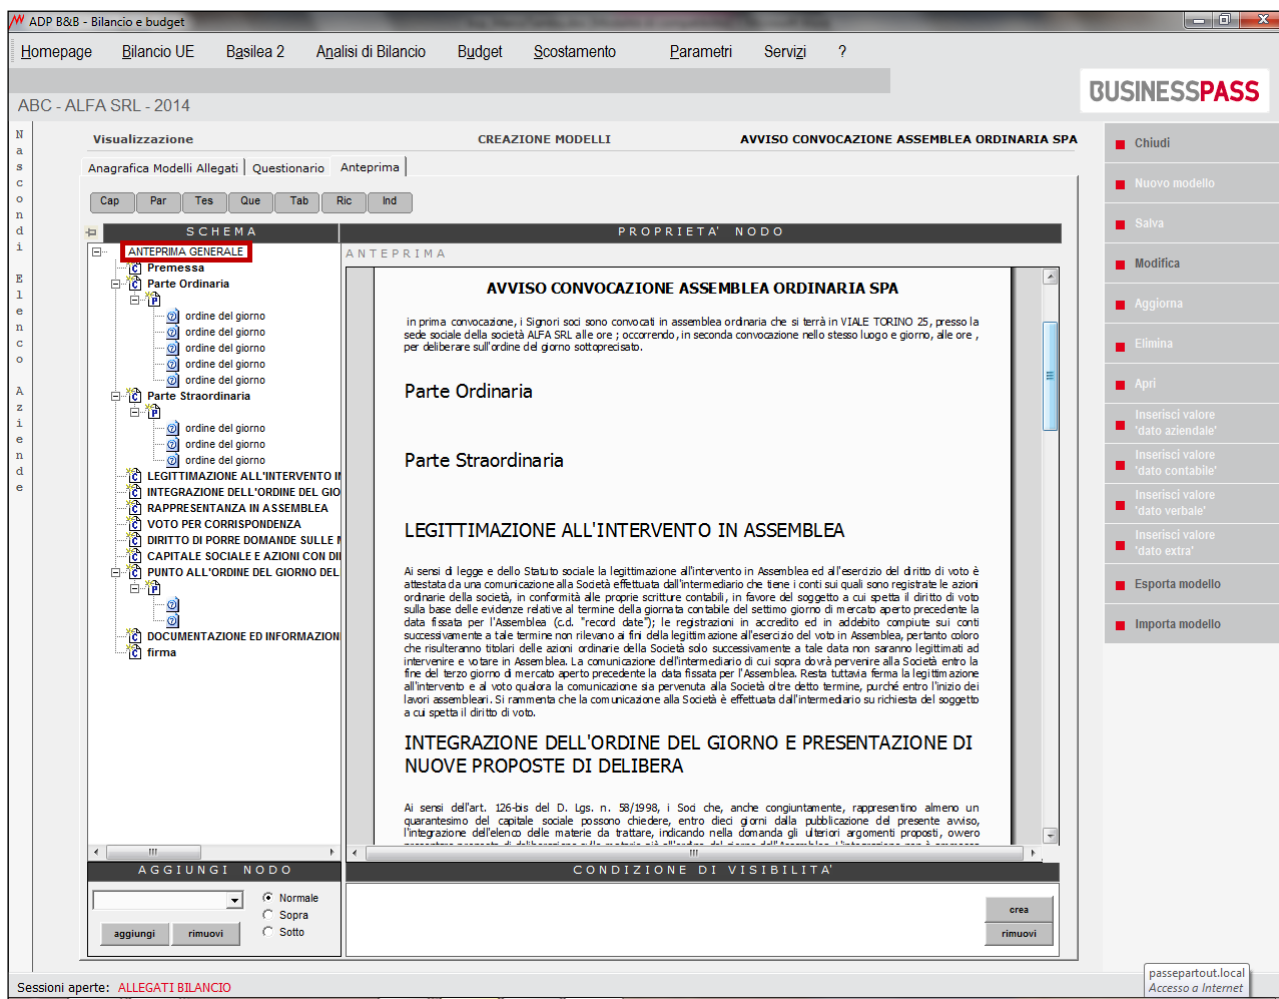 ADP B&B - Bilancio e budget
Homepage Bilancio UE Basilea 2 Analisi di Bilancio Budget Scostamento Parametri Servizi ?
BUSINESSPASS
ABC - ALFA SRL - 2014
Nascondi Elenco Aziende
Visualizzazione CREAZIONE MODELLI AVVISO CONVOCAZIONE ASSEMBLEA ORDINARIA SPA
Anagrafica Modelli Allegati Questionario Anteprima
Cap Par Tes Que Tab Ric Ind
SCHEMA
ANTEPRIMA GENERALE
Premessa
Parte Ordinaria
ordine del giorno
ordine del giorno
ordine del giorno
ordine del giorno
ordine del giorno
Parte Straordinaria
ordine del giorno
ordine del giorno
ordine del giorno
LEGITTIMAZIONE ALL'INTERVENTO I
INTEGRAZIONE DELL'ORDINE DEL GIO
RAPPRESENTANZA IN ASSEMBLEA
VOTO PER CORRISPONDENZA
DIRITTO DI PORRE DOMANDE SULLE
CAPITALE SOCIALE E AZIONI CON DI
PUNTO ALL'ORDINE DEL GIORNO DEL
DOCUMENTAZIONE ED INFORMAZION
firma
AGGIUNGI NODO
Normale
Sopra
Sotto
aggiungi rimuovi
PROPRIETA' NODO
ANTEPRIMA
AVVISO CONVOCAZIONE ASSEMBLEA ORDINARIA SPA
in prima convocazione, i Signori soci sono convocati in assemblea ordinaria che si terrà in VIALE TORINO 25, presso la
sede sociale della società ALFA SRL alle ore ; occorrendo, in seconda convocazione nello stesso luogo e giorno, alle ore ,
per deliberare sull'ordine del giorno sottoprecisato.
Parte Ordinaria
Parte Straordinaria
LEGITTIMAZIONE ALL'INTERVENTO IN ASSEMBLEA
Ai sensi di legge e dello Statuto sociale la legittimazione all'intervento in Assemblea ed all'esercizio del diritto di voto è
attestata da una comunicazione alla Società effettuata dall'intermediario che tiene i conti sui quali sono registrate le azioni
ordinarie della società, in conformità alle proprie scritture contabili, in favore del soggetto a cui spetta il diritto di voto
sulla base delle evidenze relative al termine della giornata contabile del settimo giorno di mercato aperto precedente la
data fissata per l'Assemblea (c.d. "record date"); le registrazioni in accredito ed in addebito compiute sui conti
successivamente a tale termine non rilevano ai fini della legittimazione all'esercizio del voto in Assemblea, pertanto coloro
che risulteranno titolari delle azioni ordinarie della Società solo successivamente a tale data non saranno legittimati ad
intervenire e votare in Assemblea. La comunicazione dell'intermediario di cui sopra dovrà pervenire alla Società entro la
fine del terzo giorno di mercato aperto precedente la data fissata per l'Assemblea. Resta tuttavia ferma la legittimazione
all'intervento e al voto qualora la comunicazione sia pervenuta alla Società oltre detto termine, purché entro l'inizio dei
lavori assembleari. Si rammenta che la comunicazione alla Società è effettuata dall'intermediario su richiesta del soggetto
a cui spetta il diritto di voto.
INTEGRAZIONE DELL'ORDINE DEL GIORNO E PRESENTAZIONE DI
NUOVE PROPOSTE DI DELIBERA
Ai sensi dell'art. 126-bis del D. Lgs. n. 58/1998, i Soci che, anche congiuntamente, rappresentino almeno un
quarantesimo del capitale sociale possono chiedere, entro dieci giorni dalla pubblicazione del presente avviso,
l'integrazione dell'elenco delle materie da trattare, indicando nella domanda gli ulteriori argomenti proposti, ovvero
CONDIZIONE DI VISIBILITA'
crea
rimuovi
Chiudi
Nuovo modello
Salva
Modifica
Aggiorna
Elimina
Apri
Inserisci valore
'dato aziendale'
Inserisci valore
'dato contabile'
Inserisci valore
'dato verbale'
Inserisci valore
'dato extra'
Esporta modello
Importa modello
Sessioni aperte: ALLEGATI BILANCIO
passepartout.local
Accesso a Internet